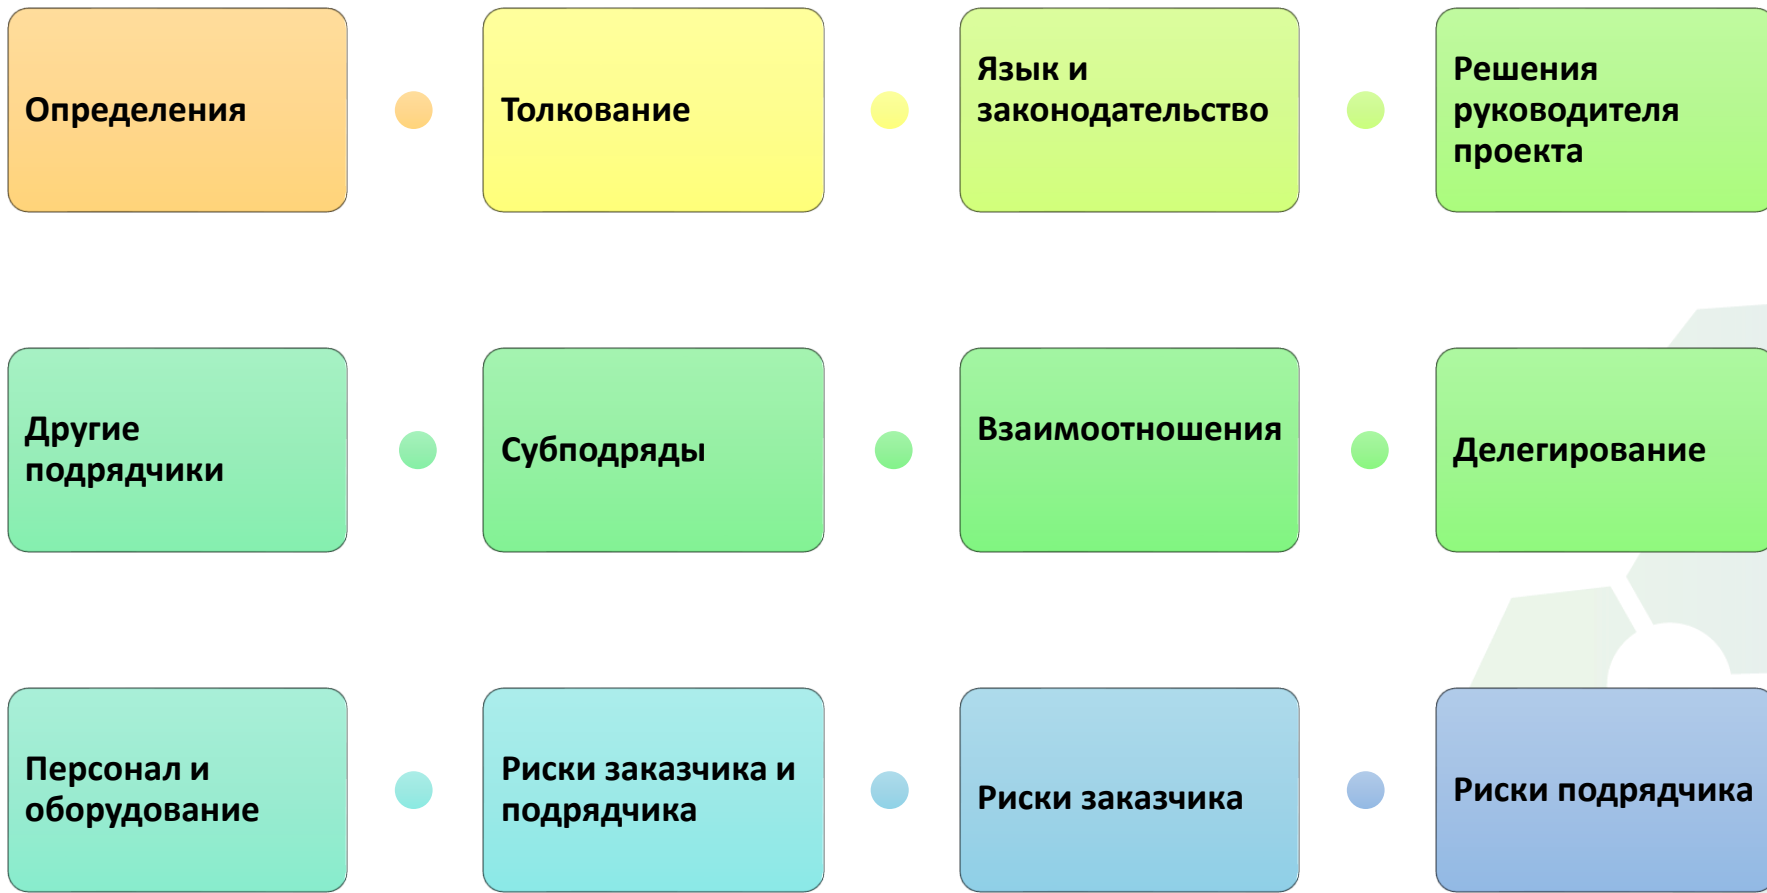 Определения
Толкование
Язык и
законодательство
Решения
руководителя
проекта
Другие
подрядчики
Субподряды
Взаимоотношения
Делегирование
Персонал и
оборудование
Риски заказчика и
подрядчика
Риски заказчика
Риски подрядчика